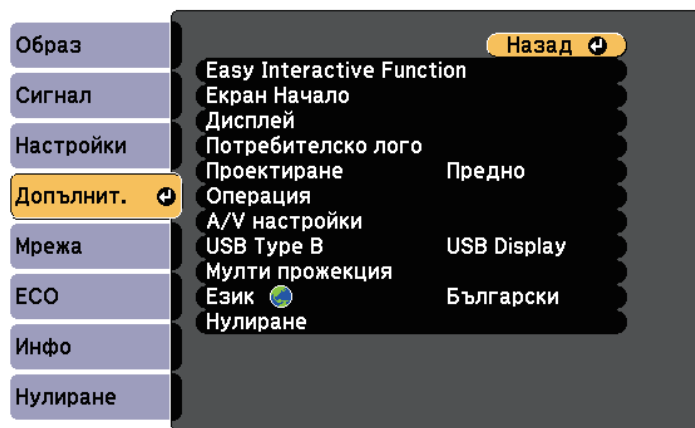 Образ
Сигнал
Настройки
Допълнит.
Мрежа
ECO
Инфо
Нулиране
Назад
Easy Interactive Function
Екран Начало
Дисплей
Потребителско лого
Проектиране Предно
Операция
A/V настройки
USB Type B USB Display
Мулти прожекция
Език Български
Нулиране